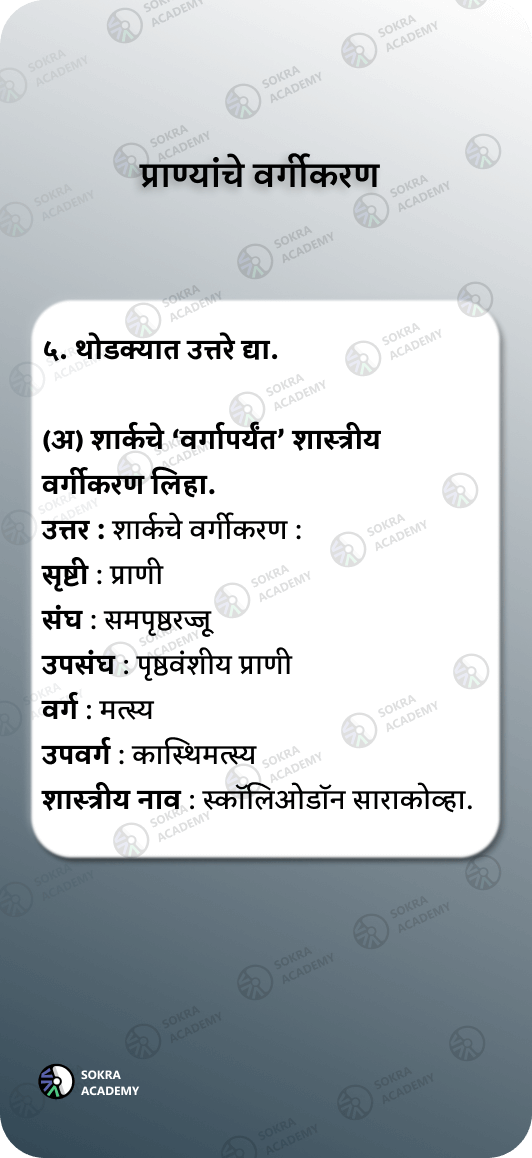 प्राण्यांचे वर्गीकरण
५. थोडक्यात उत्तरे द्या.
(अ) शार्कचे ‘वर्गापर्यंत’ शास्त्रीय
वर्गीकरण लिहा.
उत्तर : शार्कचे वर्गीकरण :
सृष्टी : प्राणी
संघ : समपृष्ठरज्जू
उपसंघ : पृष्ठवंशीय प्राणी
वर्ग : मत्स्य
उपवर्ग : कास्थिमत्स्य
शास्त्रीय नाव : स्कॉलिओडॉन साराकोव्हा.
SOKRA
ACADEMY